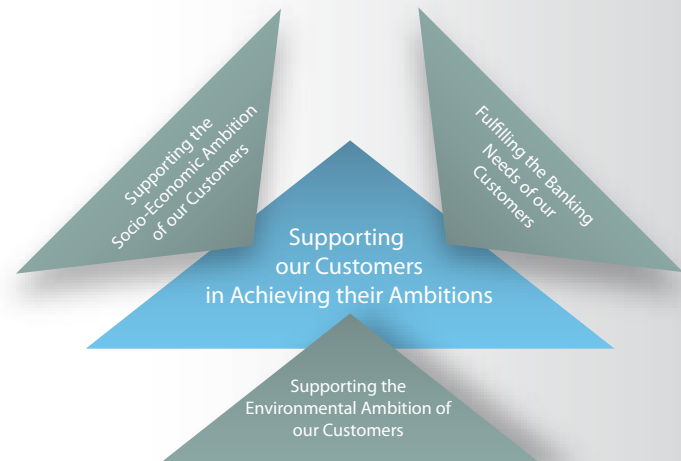 Supporting the
Socio-Economic Ambition
of our Customers
Fulfilling the Banking
Needs of our
Customers
Supporting
our Customers
in Achieving their Ambitions
Supporting the
Environmental Ambition of
our Customers